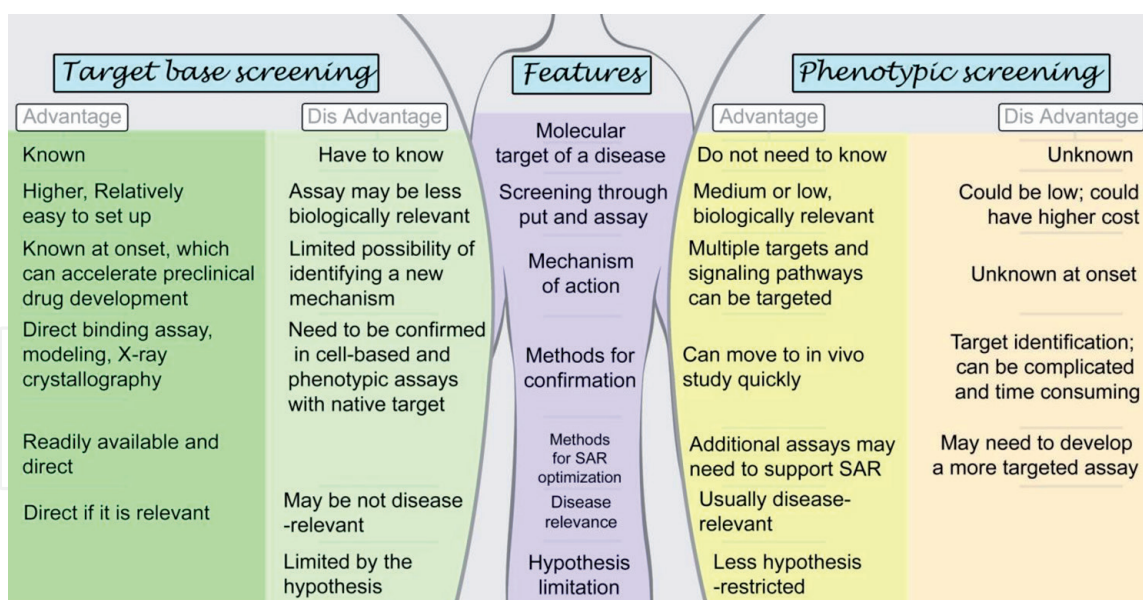 Target base screening
Features
Phenotypic screening
Advantage
Dis Advantage
Advantage
Dis Advantage
Known
Have to know
Molecular
target of a disease
Do not need to know
Unknown
Higher, Relatively
easy to set up
Assay may be less
biologically relevant
Screening through
put and assay
Medium or low,
biologically relevant
Could be low; could
have higher cost
Known at onset, which
can accelerate preclinical
drug development
Limited possibility of
identifying a new
mechanism
Mechanism
of action
Multiple targets and
signaling pathways
can be targeted
Unknown at onset
Direct binding assay,
modeling, X-ray
crystallography
Need to be confirmed
in cell-based and
phenotypic assays
with native target
Methods for
confirmation
Can move to in vivo
study quickly
Target identification;
can be complicated
and time consuming
Readily available and
direct
Methods
for SAR
optimization
Additional assays may
need to support SAR
May need to develop
a more targeted assay
Direct if it is relevant
May be not disease
-relevant
Disease
relevance
Usually disease-
relevant
Limited by the
hypothesis
Hypothesis
limitation
Less hypothesis
-restricted